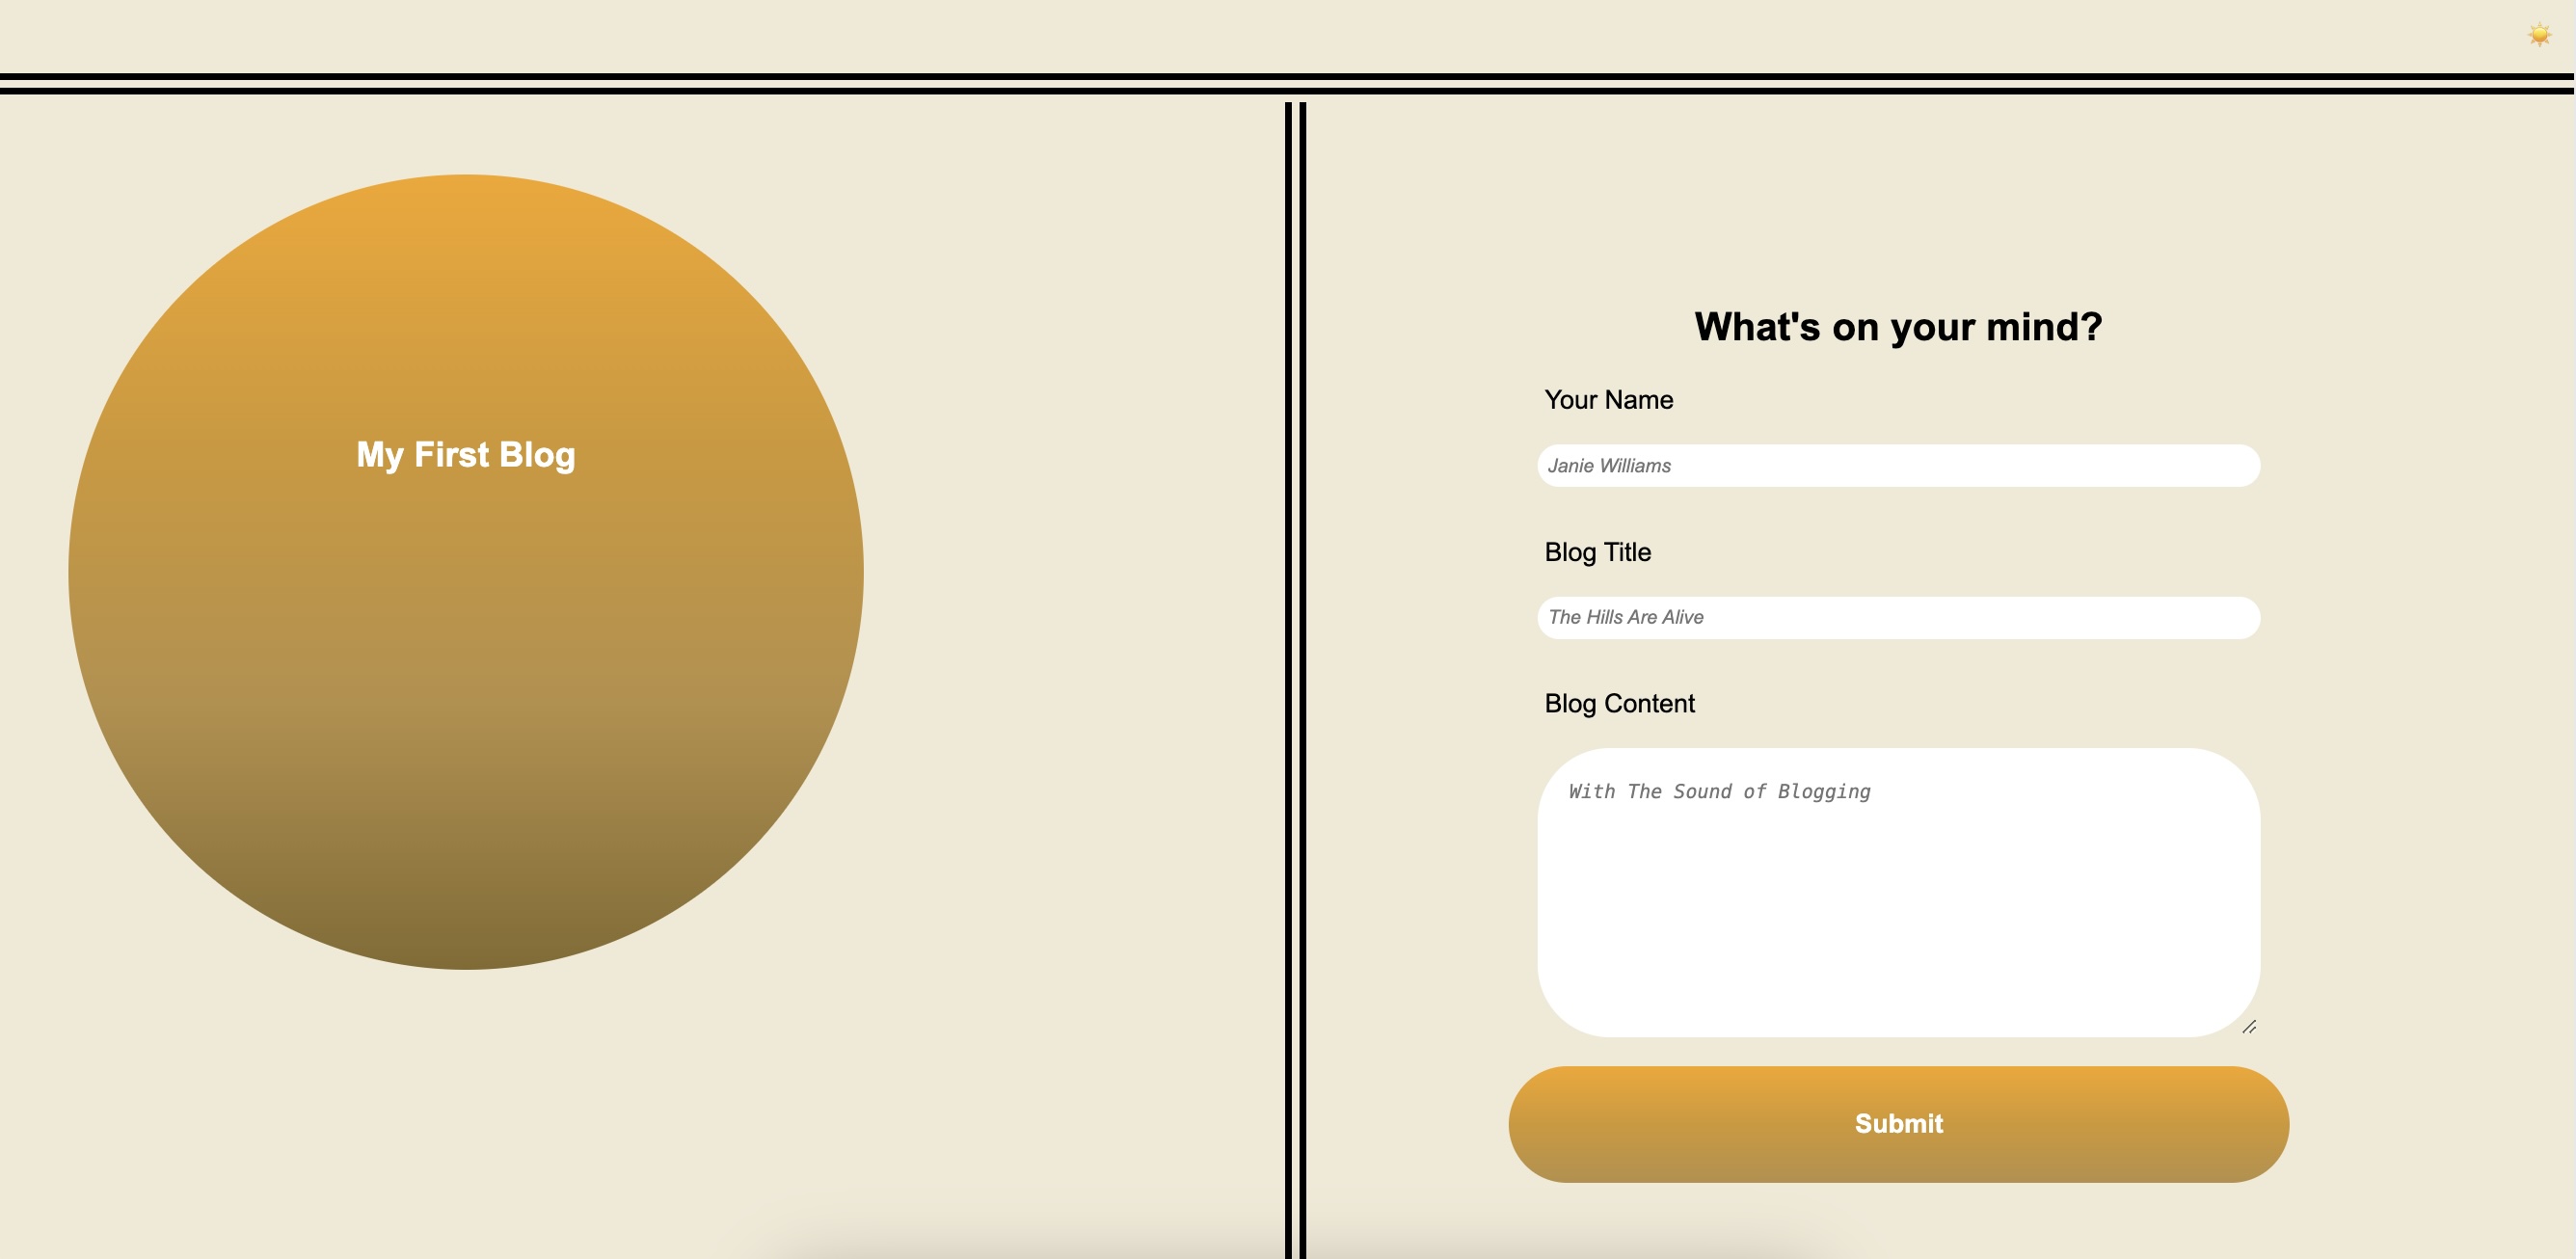 My First Blog
What's on your mind?
Your Name
Janie Williams
Blog Title
The Hills Are Alive
Blog Content
With The Sound of Blogging
Submit